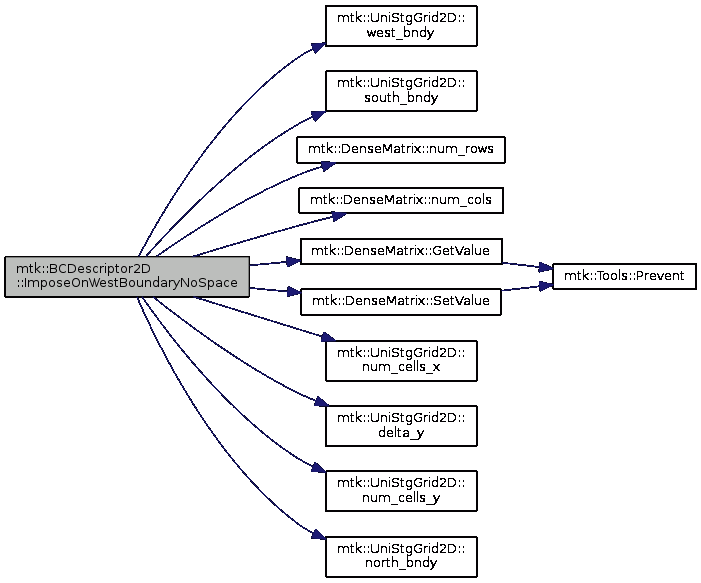 mtk::UniStgGrid2D::
west_bndy
mtk::UniStgGrid2D::
south_bndy
mtk::DenseMatrix::num_rows
mtk::DenseMatrix::num_cols
mtk::BCDescriptor2D
::ImposeOnWestBoundaryNoSpace
mtk::DenseMatrix::GetValue
mtk::Tools::Prevent
mtk::DenseMatrix::SetValue
mtk::UniStgGrid2D::
num_cells_x
mtk::UniStgGrid2D::
delta_y
mtk::UniStgGrid2D::
num_cells_y
mtk::UniStgGrid2D::
north_bndy